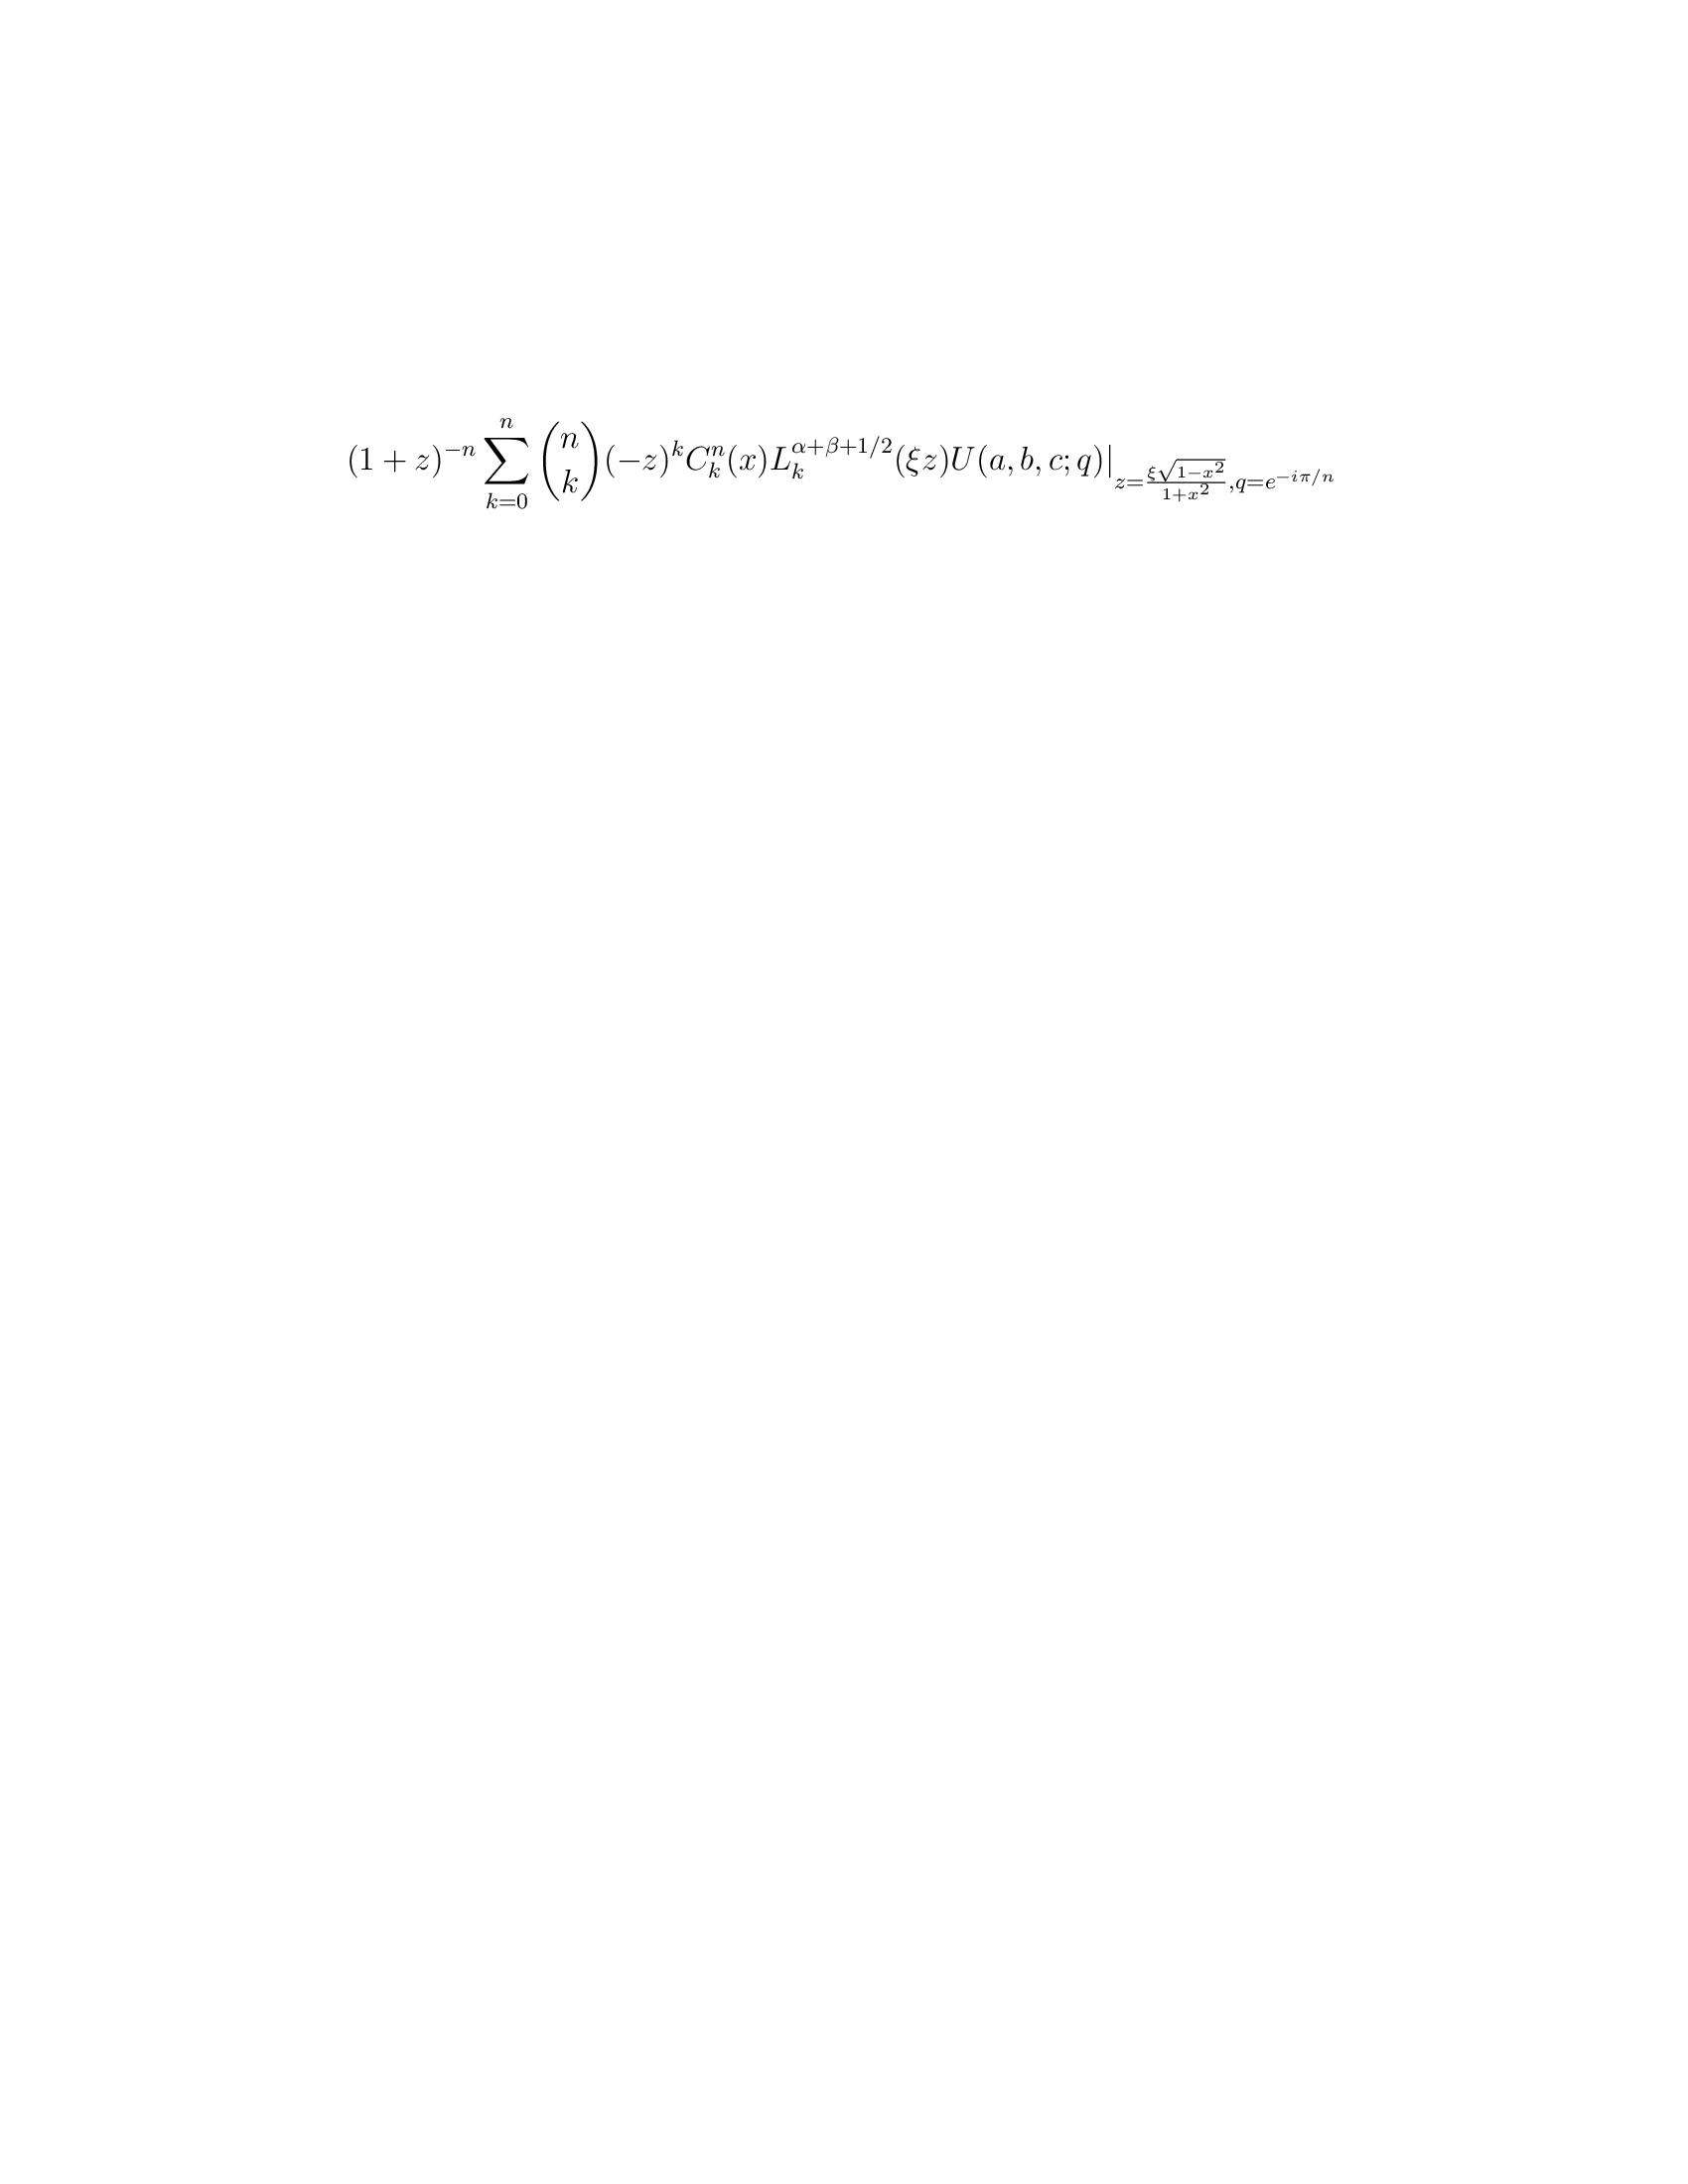 $(1+z)^{-n} \sum_{k=0}^{n} \binom{n}{k} (-z)^k C_k^n(x) L_k^{\alpha+\beta+1/2}(\xi z) U(a,b,c;q)|_{z=\frac{\xi\sqrt{1-x^2}}{1+x^2}, q=e^{-i\pi/n}}$